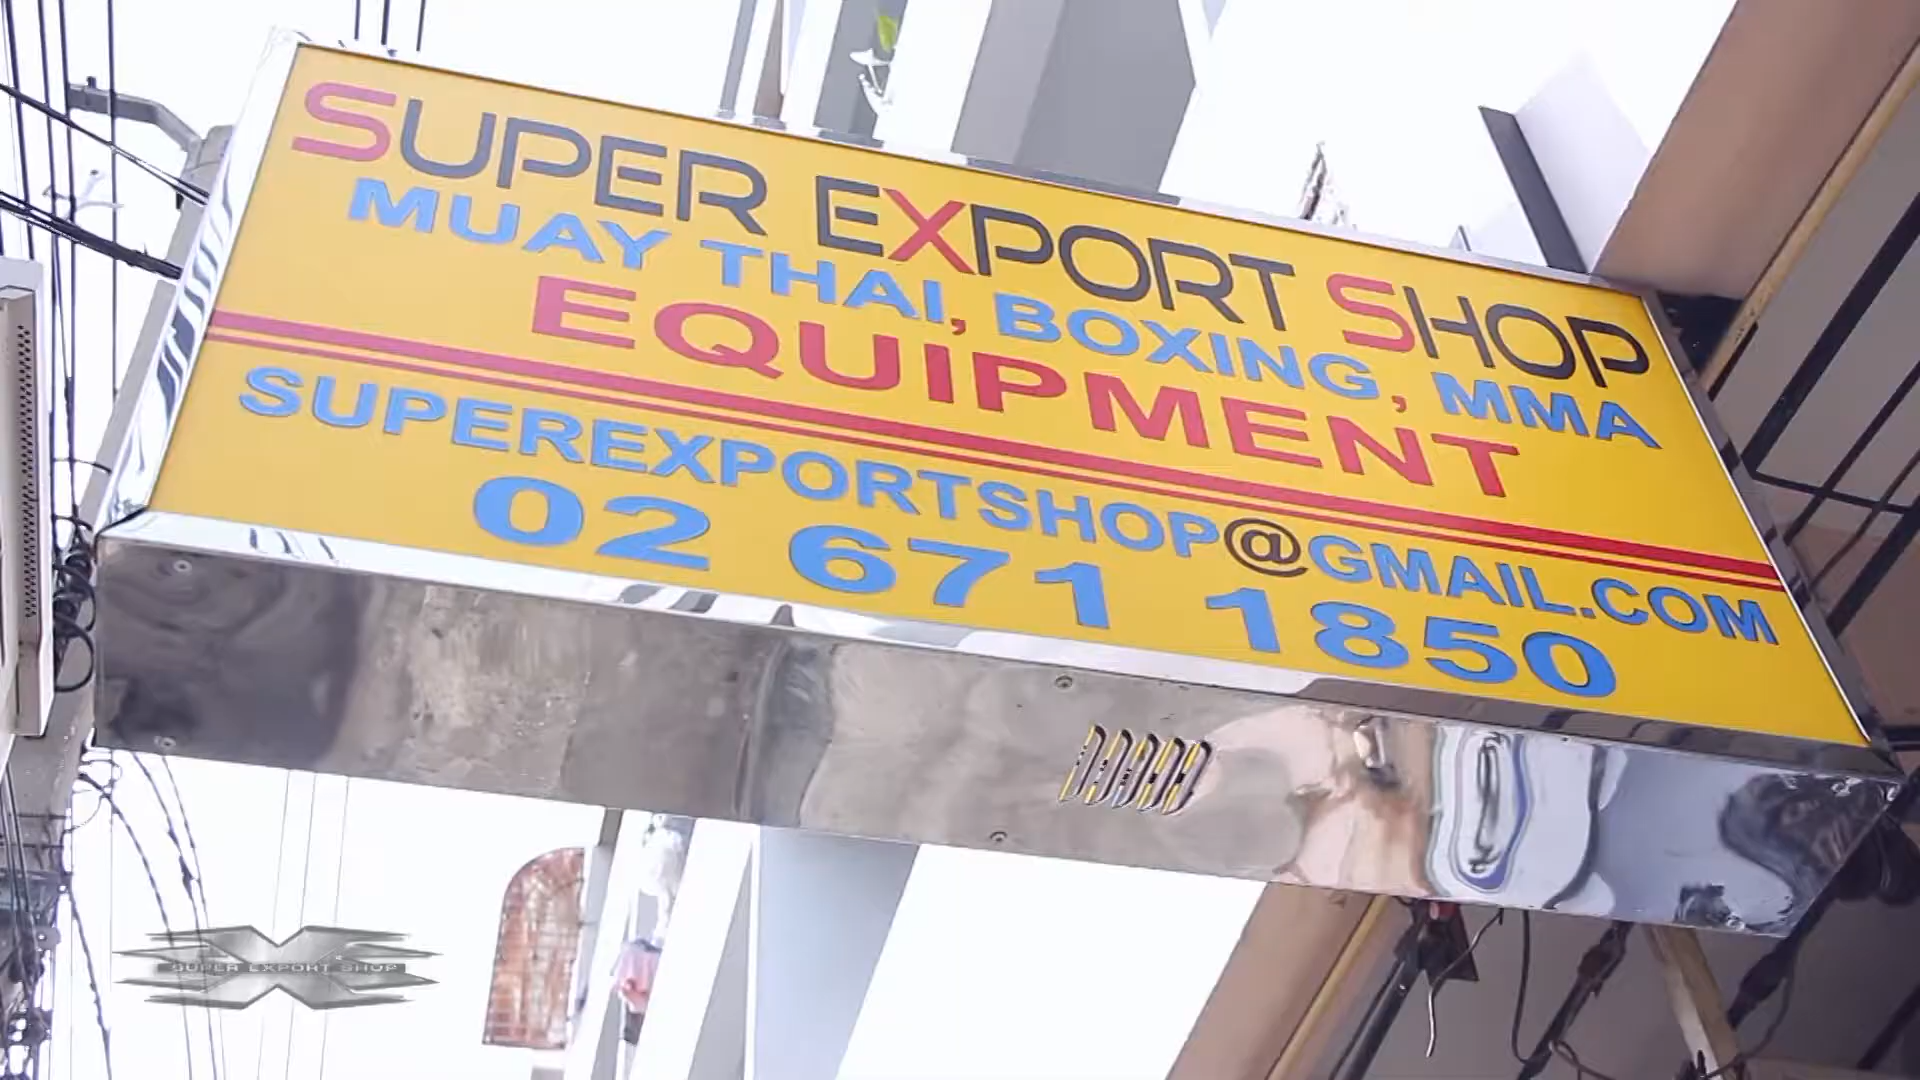 SUPER EXPORT SHOP
MUAY THAI, BOXING, MMA
EQUIPMENT
SUPEREXPORTSHOP@GMAIL.COM
02 671 1850
SUPER EXPORT SHOP